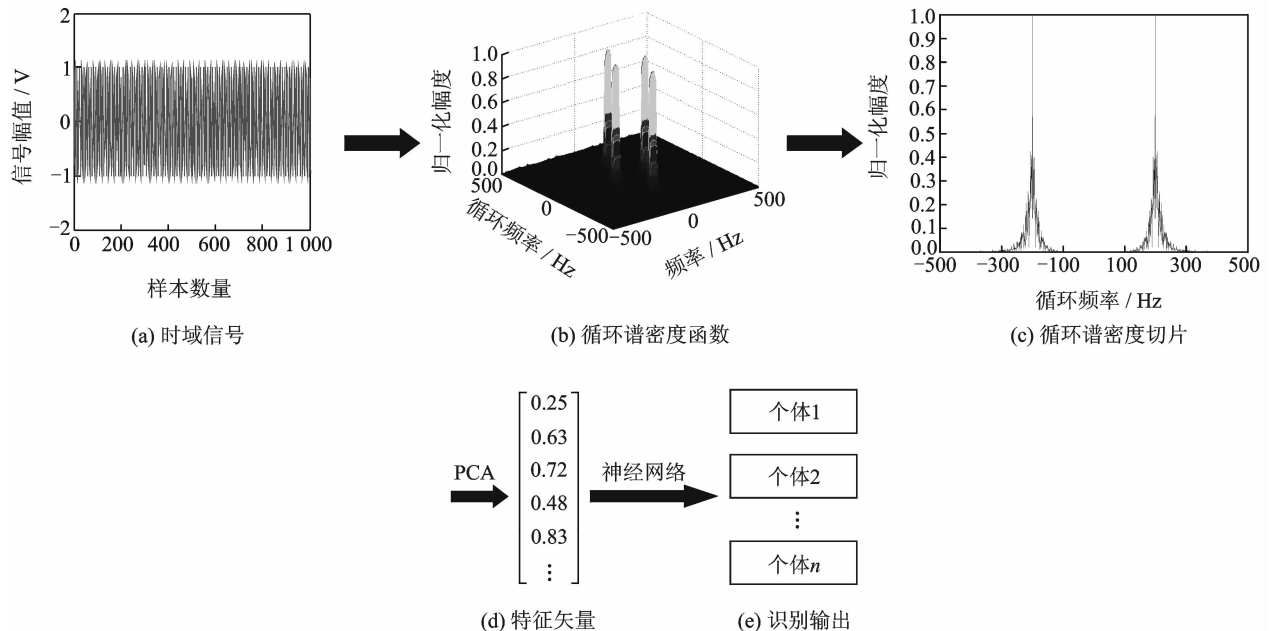 2
1
0
−1
−2
信号幅值 / V
0 200 400 600 800 1 000
样本数量
(a) 时域信号
1.0
0.8
0.6
0.4
0.2
0.0
归一化幅度
500
0
−500
循环频率 / Hz
−500
0
500
频率 / Hz
(b) 循环谱密度函数
1.0
0.9
0.8
0.7
0.6
0.5
0.4
0.3
0.2
0.1
0.0
归一化幅度
−500 −300 −100 100 300 500
循环频率 / Hz
(c) 循环谱密度切片
PCA
0.25
0.63
0.72
0.48
0.83
⋮
(d) 特征矢量
神经网络
个体1
个体2
⋮
个体n
(e) 识别输出